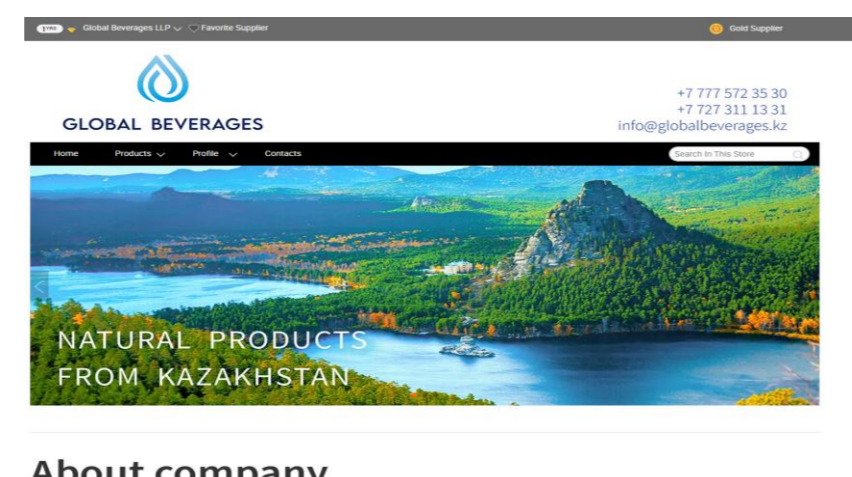 1YRS Global Beverages LLP Favorite Supplier Gold Supplier
GLOBAL BEVERAGES
+7 777 572 35 30
+7 727 311 13 31
info@globalbeverages.kz
Home Products Profile Contacts Search In This Store
NATURAL PRODUCTS
FROM KAZAKHSTAN
About company